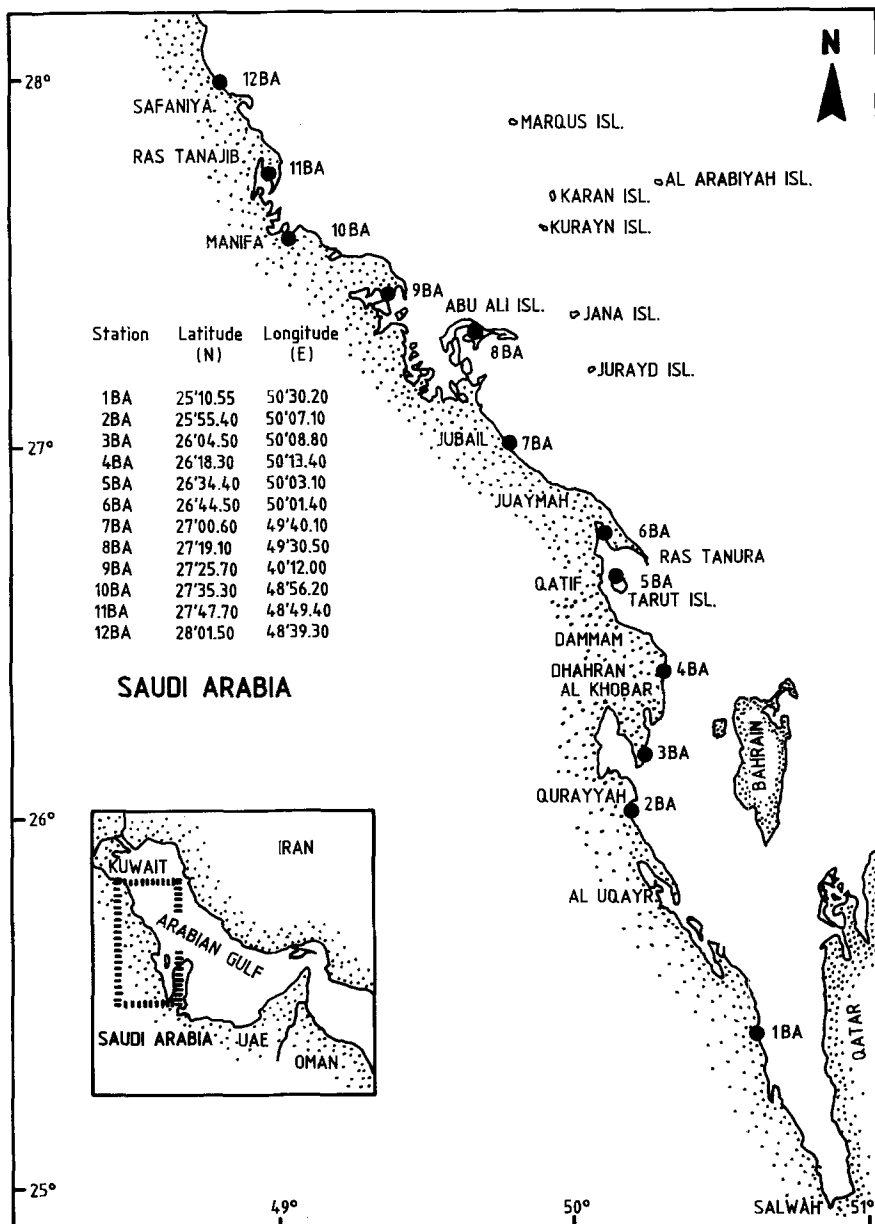 N
28°
12BA
SAFANIYA
MARQUS ISL.
RAS TANAJIB
11BA
AL ARABIYAH ISL.
KARAN ISL.
10BA
KURAYN ISL.
MANIFA
9BA
ABU ALI ISL.
JANA ISL.
8BA
JURAYD ISL.
Station Latitude Longitude
(N) (E)
1BA 25'10.55 50'30.20
2BA 25'55.40 50'07.10
3BA 26'04.50 50'08.80
4BA 26'18.30 50'13.40
5BA 26'34.40 50'03.10
6BA 26'44.50 50'01.40
7BA 27'00.60 49'40.10
8BA 27'19.10 49'30.50
9BA 27'25.70 40'12.00
10BA 27'35.30 48'56.20
11BA 27'47.70 48'49.40
12BA 28'01.50 48'39.30
27°
JUBAIL
7BA
JUAYMAH
6BA
RAS TANURA
QATIF
5BA
TARUT ISL.
DAMMAM
DHAHRAN
4BA
AL KHOBAR
SAUDI ARABIA
3BA
BAHRAIN
QURAYYAH
2BA
26°
AL UQAYR
1BA
QATAR
KUWAIT
IRAN
ARABIAN GULF
SAUDI ARABIA
UAE
OMAN
25°
49°
50°
SALWAH
51°